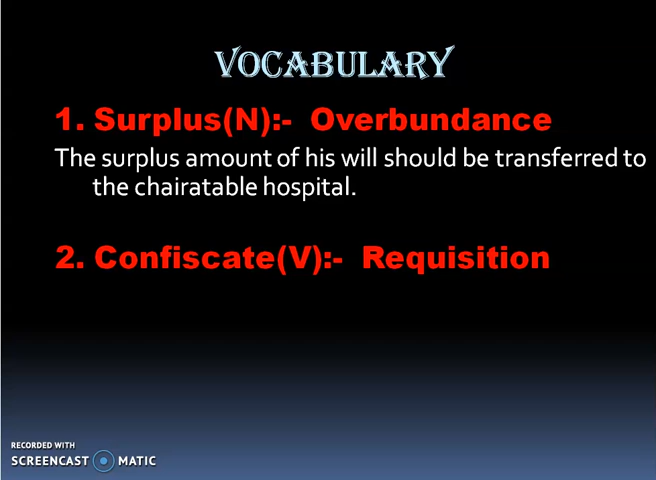 VOCABULARY
1. Surplus(N):- Overbundance
The surplus amount of his will should be transferred to
the chairatable hospital.
2. Confiscate(V):- Requisition
RECORDED WITH
SCREENCAST MATIC